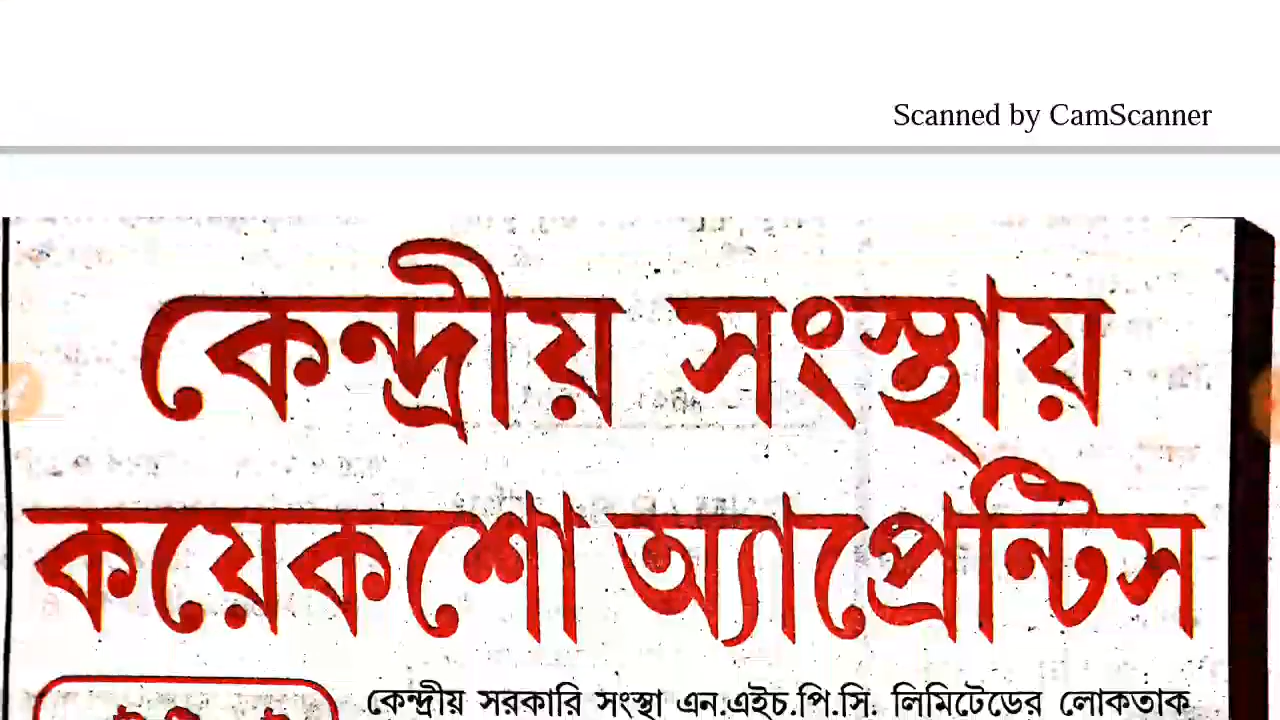 Scanned by CamScanner
কেন্দ্রীয় সংস্থায়
কয়েকশো অ্যাপ্রেন্টিস
কেন্দ্রীয় সরকারি সংস্থা এন.এইচ.পি.সি. লিমিটেডের লোকতাক